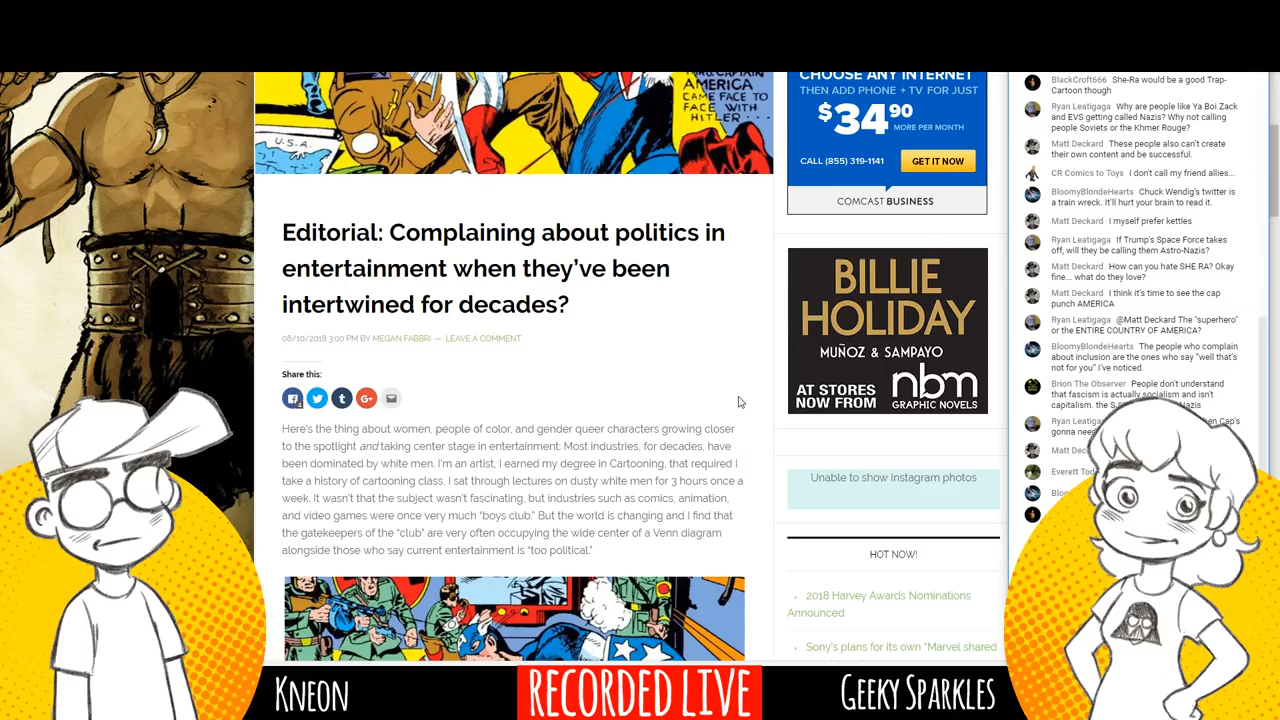 AMERICA
CAME FACE TO
FACE WITH
HITLER...
U.S.A.
CHOOSE ANY INTERNET
THEN ADD PHONE + TV FOR JUST
$34.90
MORE PER MONTH
CALL (855) 319-1141
GET IT NOW
COMCAST BUSINESS
Editorial: Complaining about politics in
entertainment when they've been
intertwined for decades?
08/10/2018 3:00 PM BY MEGAN FABBRI — LEAVE A COMMENT
Share this:
4
Here's the thing about women, people of color, and gender queer characters growing closer
to the spotlight and taking center stage in entertainment: Most industries, for decades, have
been dominated by white men. I'm an artist, I earned my degree in Cartooning, that required I
take a history of cartooning class, I sat through lectures on dusty white men for 3 hours once a
week. It wasn't that the subject wasn't fascinating, but industries such as comics, animation,
and video games were once very much "boys club." But the world is changing and I find that
the gatekeepers of the "club" are very often occupying the wide center of a Venn diagram
alongside those who say current entertainment is "too political."
BILLIE
HOLIDAY
MUÑOZ & SAMPAYO
AT STORES
NOW FROM
nbm
GRAPHIC NOVELS
Unable to show Instagram photos
HOT NOW!
2018 Harvey Awards Nominations
Announced
Sony's plans for its own "Marvel shared
BlackCroft666 She-Ra would be a good Trap-
Cartoon though
Ryan Leatigaga Why are people like Ya Boi Zack
and EVS getting called Nazis? Why not calling
people Soviets or the Khmer Rouge?
Matt Deckard These people also can't create
their own content and be successful.
CR Comics to Toys I don't call my friend allies...
BloomyBlondeHearts Chuck Wendig's twitter is
a train wreck. It'll hurt your brain to read it.
Matt Deckard I myself prefer kettles
Ryan Leatigaga If Trump's Space Force takes
off, will they be calling them Astro-Nazis?
Matt Deckard How can you hate SHE RA? Okay
fine... what do they love?
Matt Deckard I think it's time to see the cap
punch AMERICA
Ryan Leatigaga @Matt Deckard The "superhero"
or the ENTIRE COUNTRY OF AMERICA?
BloomyBlondeHearts The people who complain
about inclusion are the ones who say "well that's
not for you" I've noticed.
Brion The Observer People don't understand
that fascism is actually socialism and isn't
capitalism. the
Ryan
gonna
Matt
Everett
KNEON
RECORDED LIVE
GEEKY SPARKLES